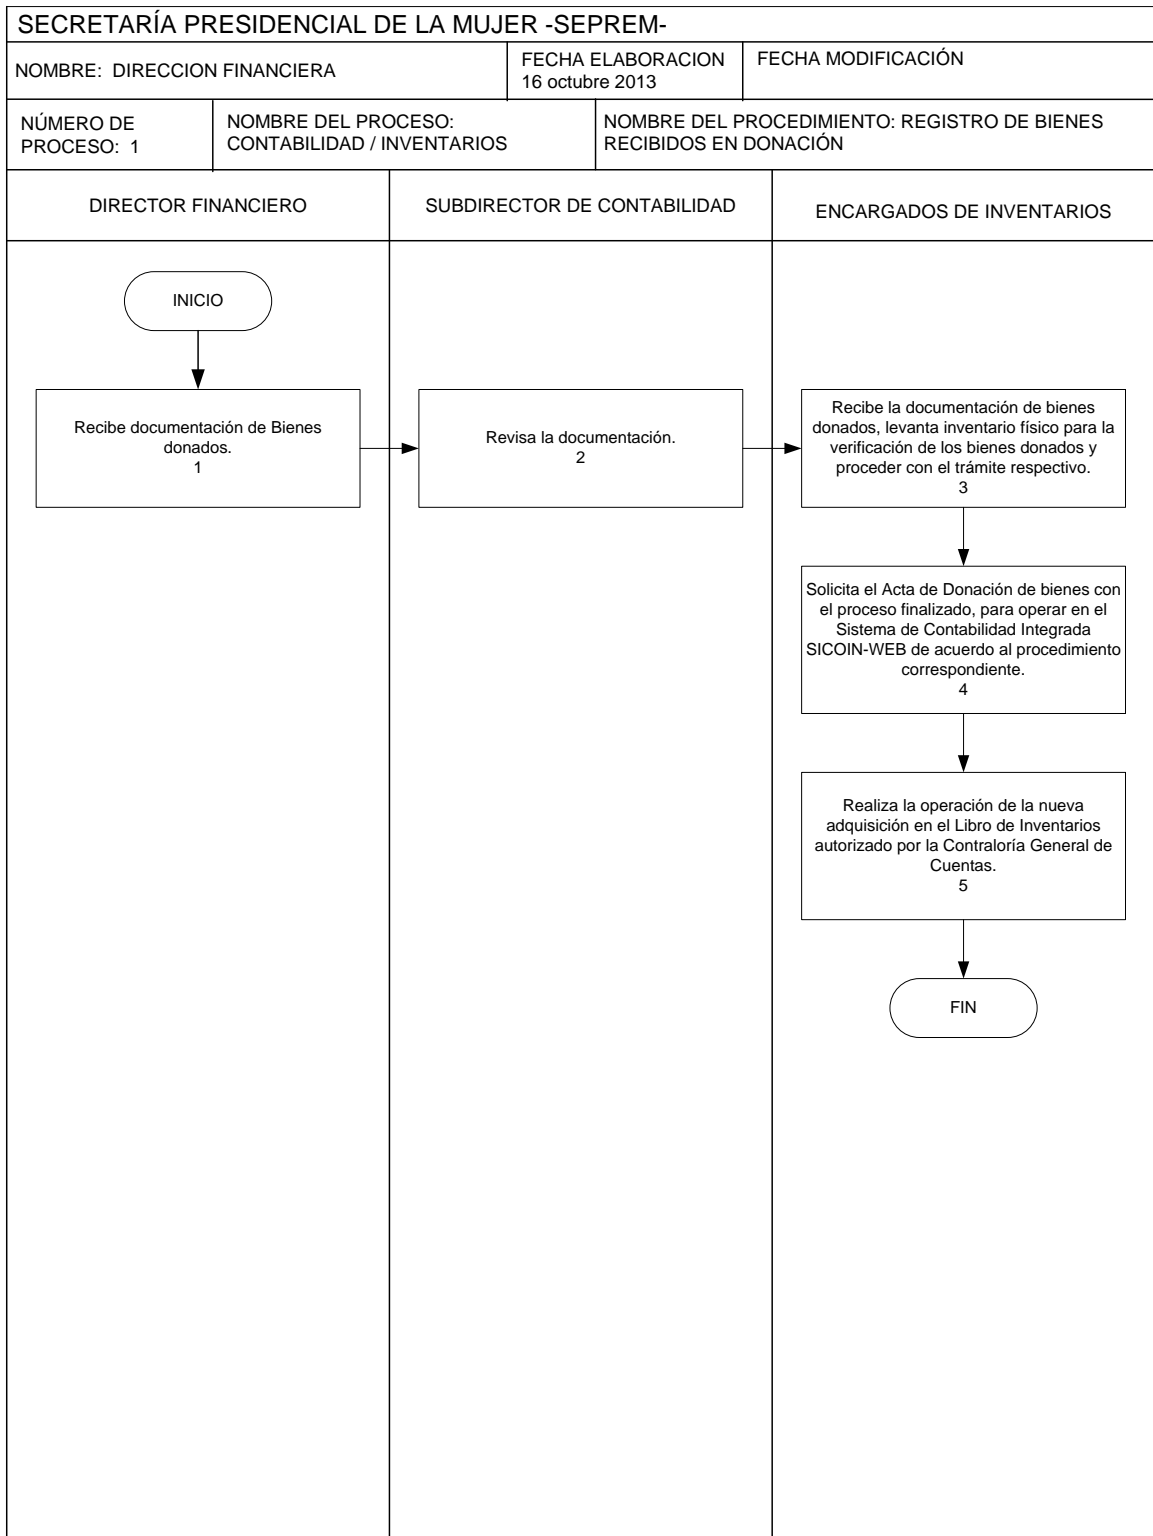 SECRETARÍA PRESIDENCIAL DE LA MUJER -SEPREM-
NOMBRE: DIRECCION FINANCIERA
FECHA ELABORACION
16 octubre 2013
FECHA MODIFICACIÓN
NÚMERO DE
PROCESO: 1
NOMBRE DEL PROCESO:
CONTABILIDAD / INVENTARIOS
NOMBRE DEL PROCEDIMIENTO: REGISTRO DE BIENES
RECIBIDOS EN DONACIÓN
DIRECTOR FINANCIERO
SUBDIRECTOR DE CONTABILIDAD
ENCARGADOS DE INVENTARIOS
INICIO
Recibe documentación de Bienes
donados.
1
Revisa la documentación.
2
Recibe la documentación de bienes
donados, levanta inventario físico para la
verificación de los bienes donados y
proceder con el trámite respectivo.
3
Solicita el Acta de Donación de bienes con
el proceso finalizado, para operar en el
Sistema de Contabilidad Integrada
SICOIN-WEB de acuerdo al procedimiento
correspondiente.
4
Realiza la operación de la nueva
adquisición en el Libro de Inventarios
autorizado por la Contraloría General de
Cuentas.
5
FIN